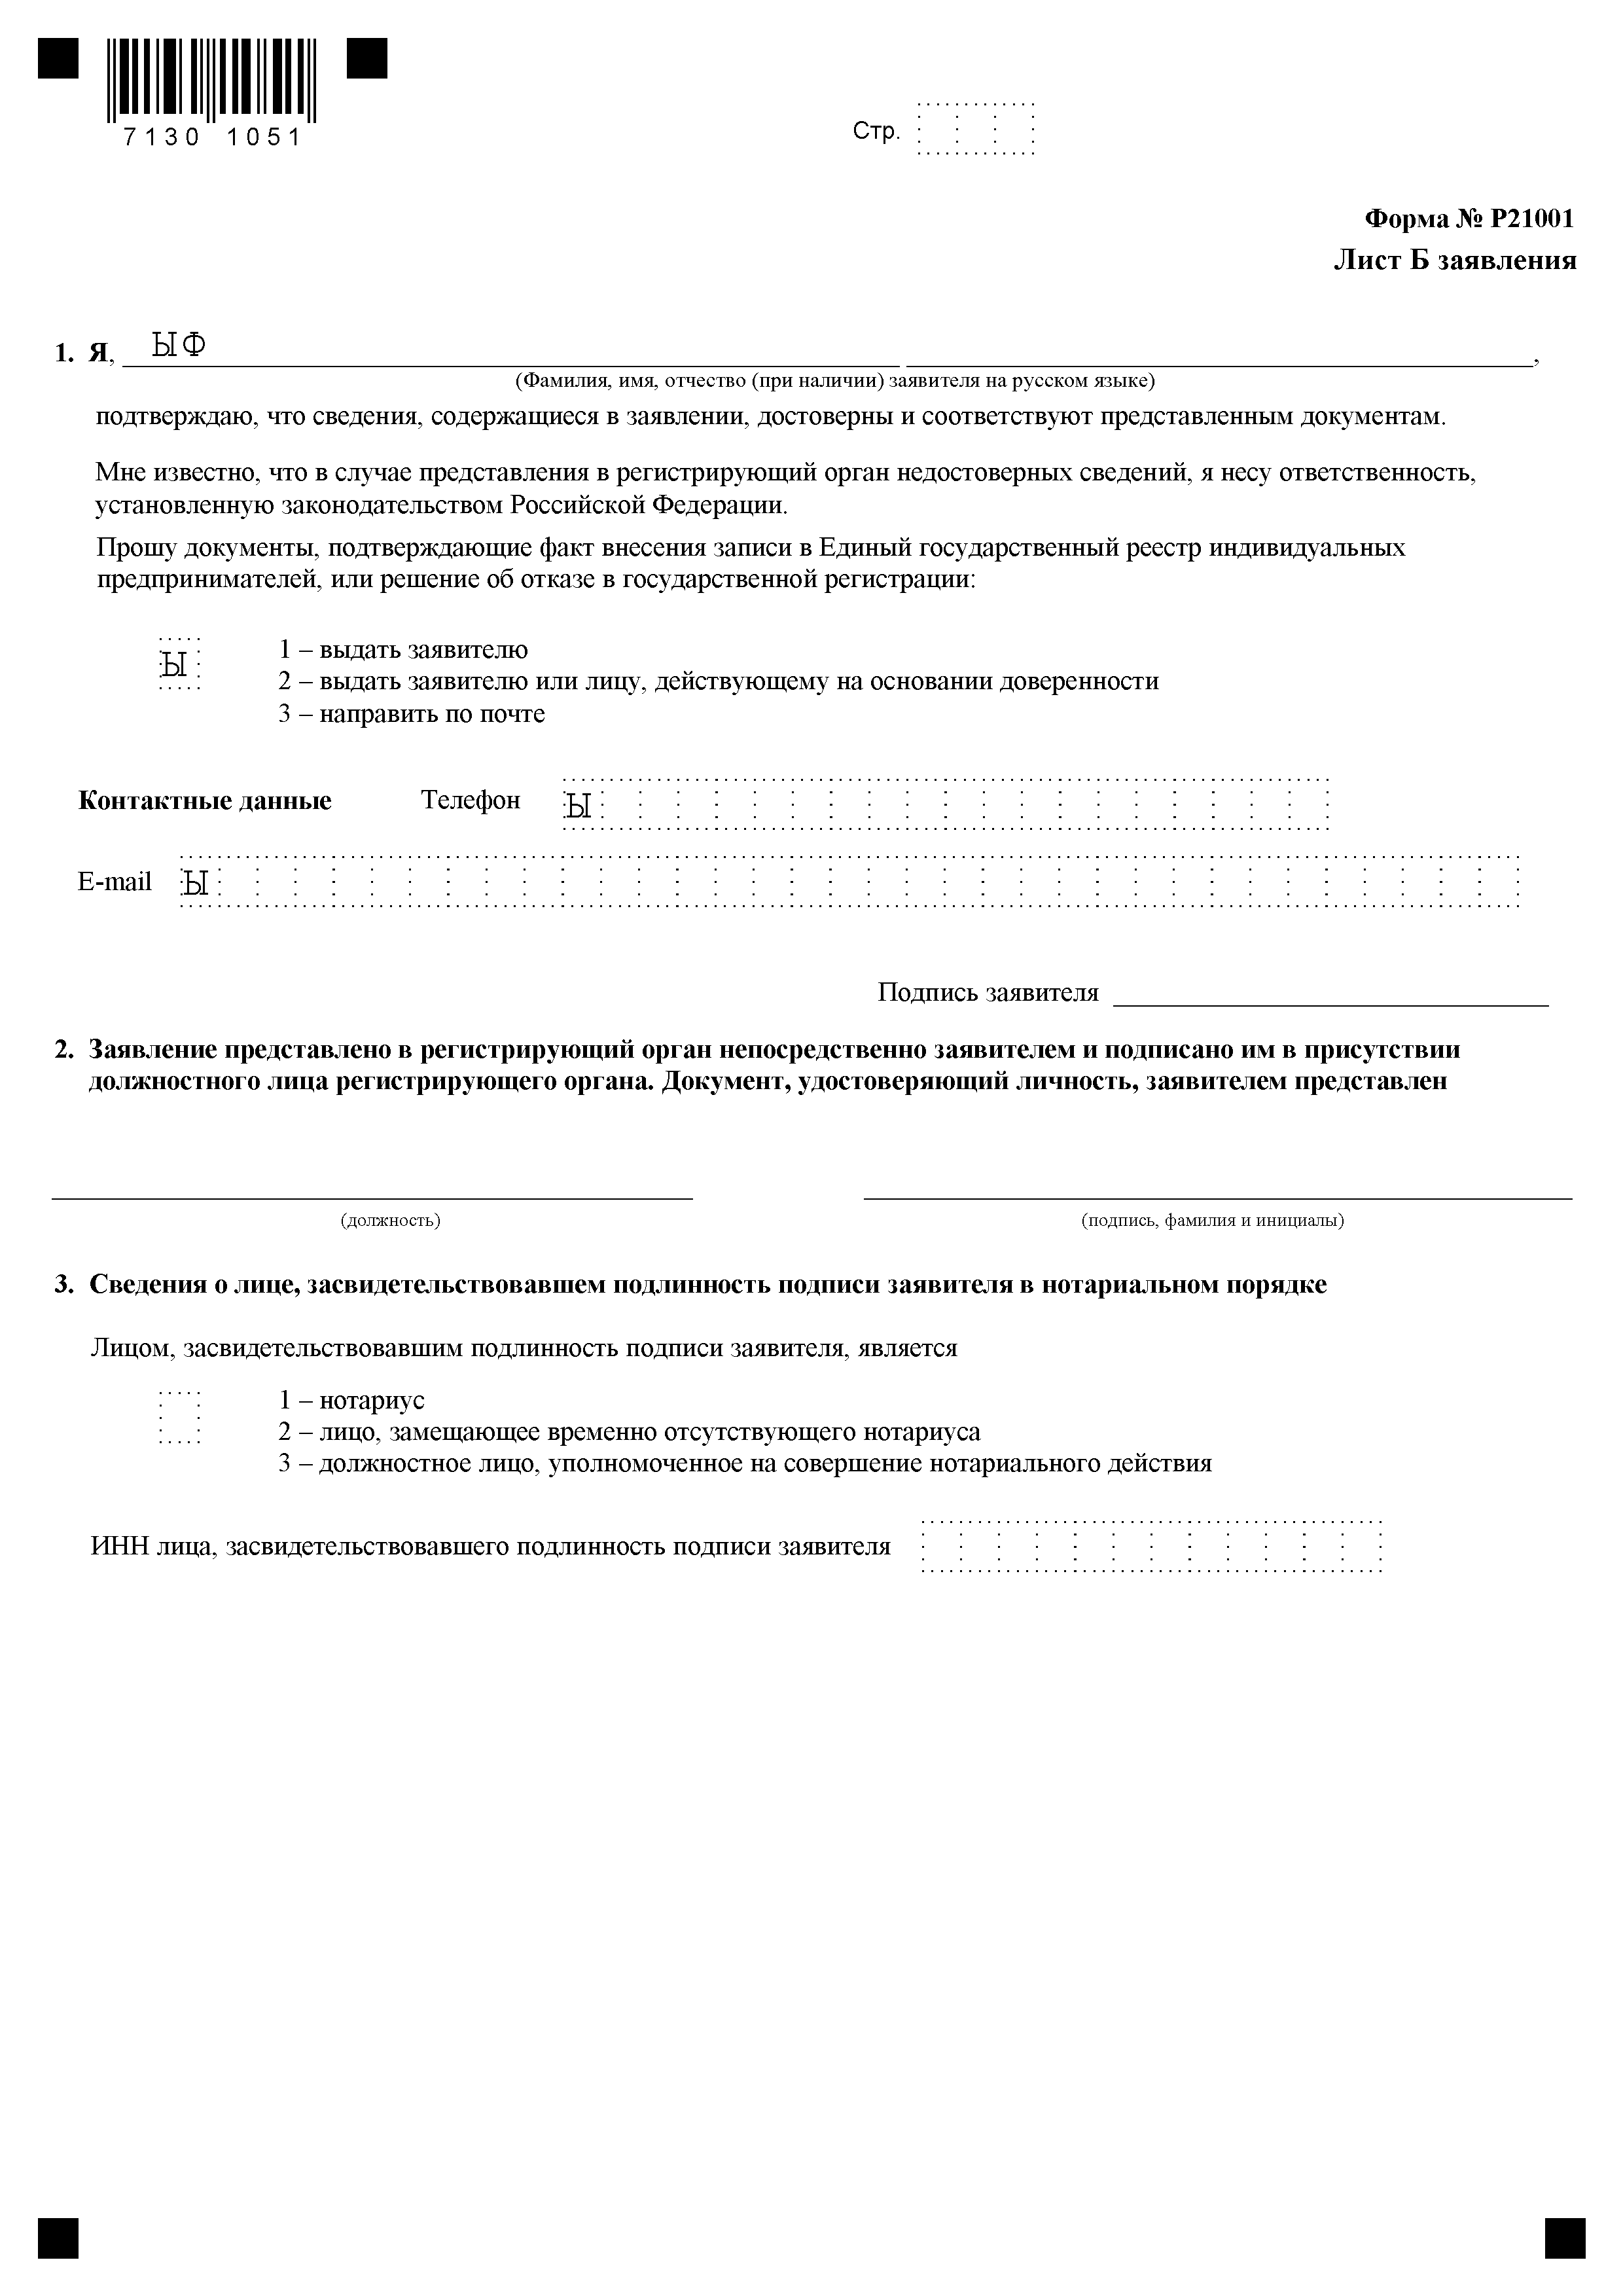 7130 1051
Стр.
Форма № Р21001
Лист Б заявления
1. Я, ЫФ ,
(Фамилия, имя, отчество (при наличии) заявителя на русском языке)
подтверждаю, что сведения, содержащиеся в заявлении, достоверны и соответствуют представленным документам.
Мне известно, что в случае представления в регистрирующий орган недостоверных сведений, я несу ответственность,
установленную законодательством Российской Федерации.
Прошу документы, подтверждающие факт внесения записи в Единый государственный реестр индивидуальных
предпринимателей, или решение об отказе в государственной регистрации:
1 – выдать заявителю
Ы
2 – выдать заявителю или лицу, действующему на основании доверенности
3 – направить по почте
Контактные данные Телефон Ы
E-mail Ы
Подпись заявителя
2. Заявление представлено в регистрирующий орган непосредственно заявителем и подписано им в присутствии
должностного лица регистрирующего органа. Документ, удостоверяющий личность, заявителем представлен
(должность) (подпись, фамилия и инициалы)
3. Сведения о лице, засвидетельствовавшем подлинность подписи заявителя в нотариальном порядке
Лицом, засвидетельствовавшим подлинность подписи заявителя, является
1 – нотариус
2 – лицо, замещающее временно отсутствующего нотариуса
3 – должностное лицо, уполномоченное на совершение нотариального действия
ИНН лица, засвидетельствовавшего подлинность подписи заявителя